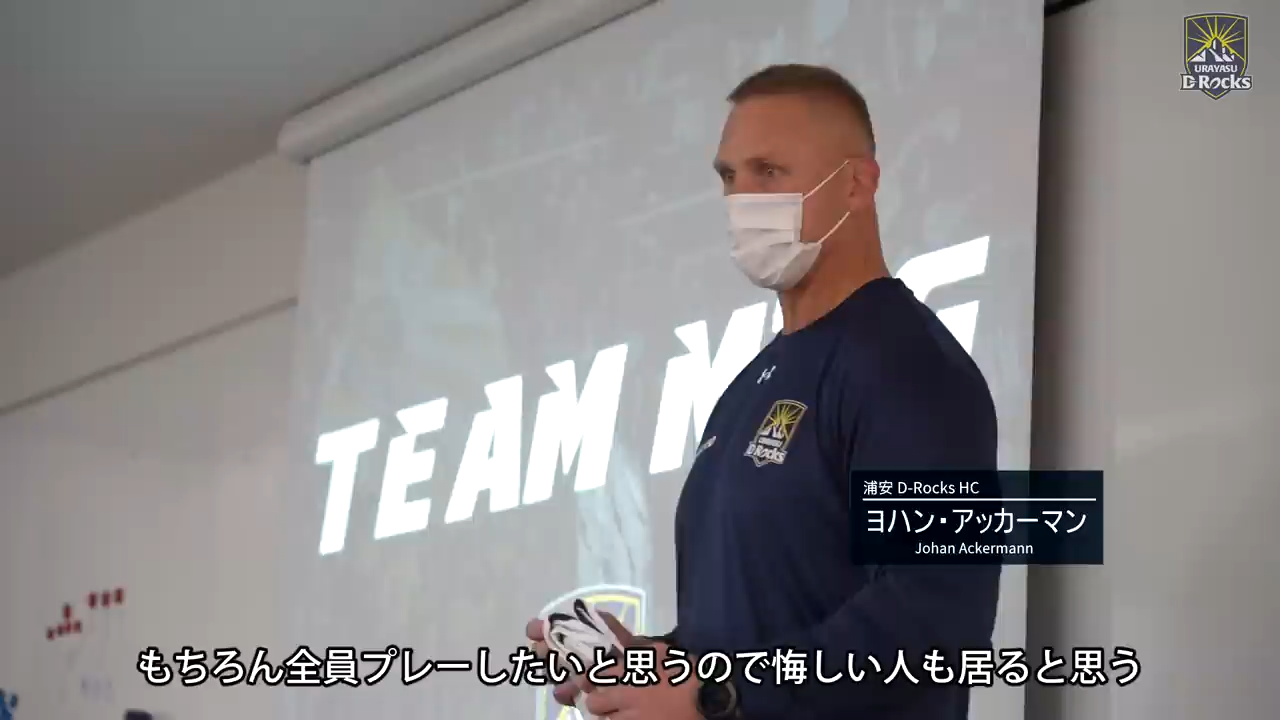 URAYASU
D-Rocks
TEAM M
URAYASU
D-Rocks
浦安 D-Rocks HC
ヨハン・アッカーマン
Johan Ackermann
もちろん全員プレーしたいと思うので悔しい人も居ると思う